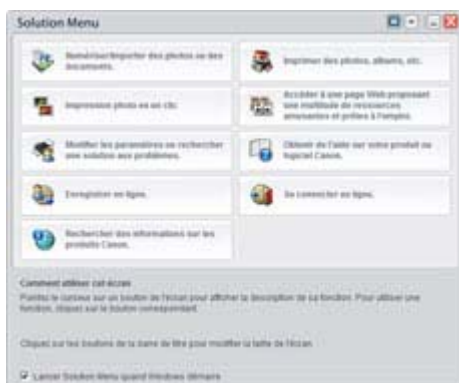 Solution Menu
Numériser/Importer des photos ou des
documents.
Imprimer des photos, albums, etc.
Impression photo en un clic
Accéder à une page Web proposant
une multitude de ressources
amusantes et prêtes à l'emploi.
Modifier les paramètres ou rechercher
une solution aux problèmes.
Obtenir de l'aide sur votre produit ou
logiciel Canon.
Enregistrer en ligne.
Se connecter en ligne.
Rechercher des informations sur les
produits Canon.
Comment utiliser cet écran
Pointez le curseur sur un bouton de l'écran pour afficher la description de sa fonction. Pour utiliser une
fonction, cliquez sur le bouton correspondant.
Cliquez sur les boutons de la barre de titre pour modifier la taille de l'écran.
Lancer Solution Menu quand Windows démarre